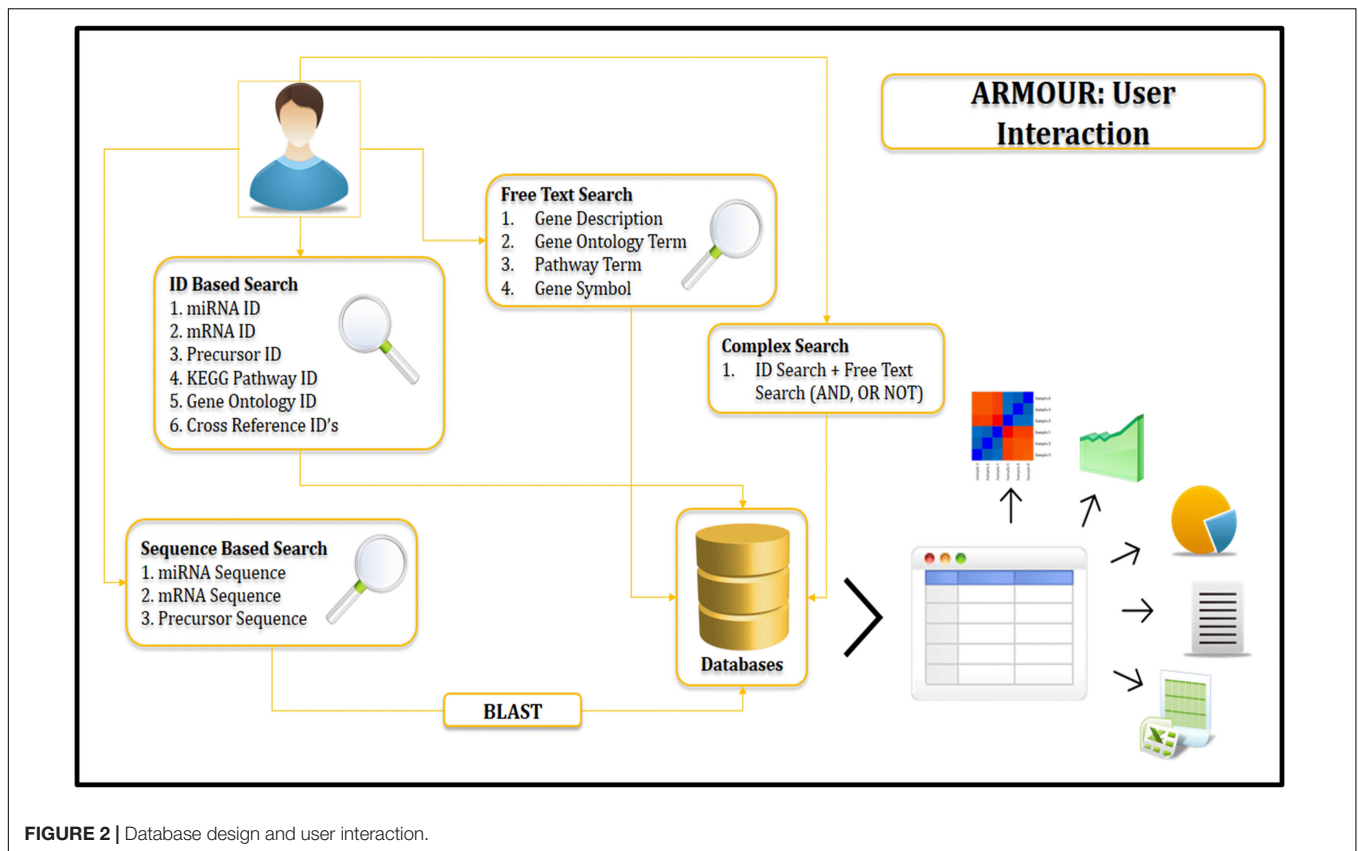 ARMOUR: User
Interaction
Free Text Search
1. Gene Description
2. Gene Ontology Term
3. Pathway Term
4. Gene Symbol
ID Based Search
1. miRNA ID
2. mRNA ID
3. Precursor ID
4. KEGG Pathway ID
5. Gene Ontology ID
6. Cross Reference ID's
Complex Search
1. ID Search + Free Text
Search (AND, OR NOT)
Sequence Based Search
1. miRNA Sequence
2. mRNA Sequence
3. Precursor Sequence
Databases
BLAST
FIGURE 2 | Database design and user interaction.